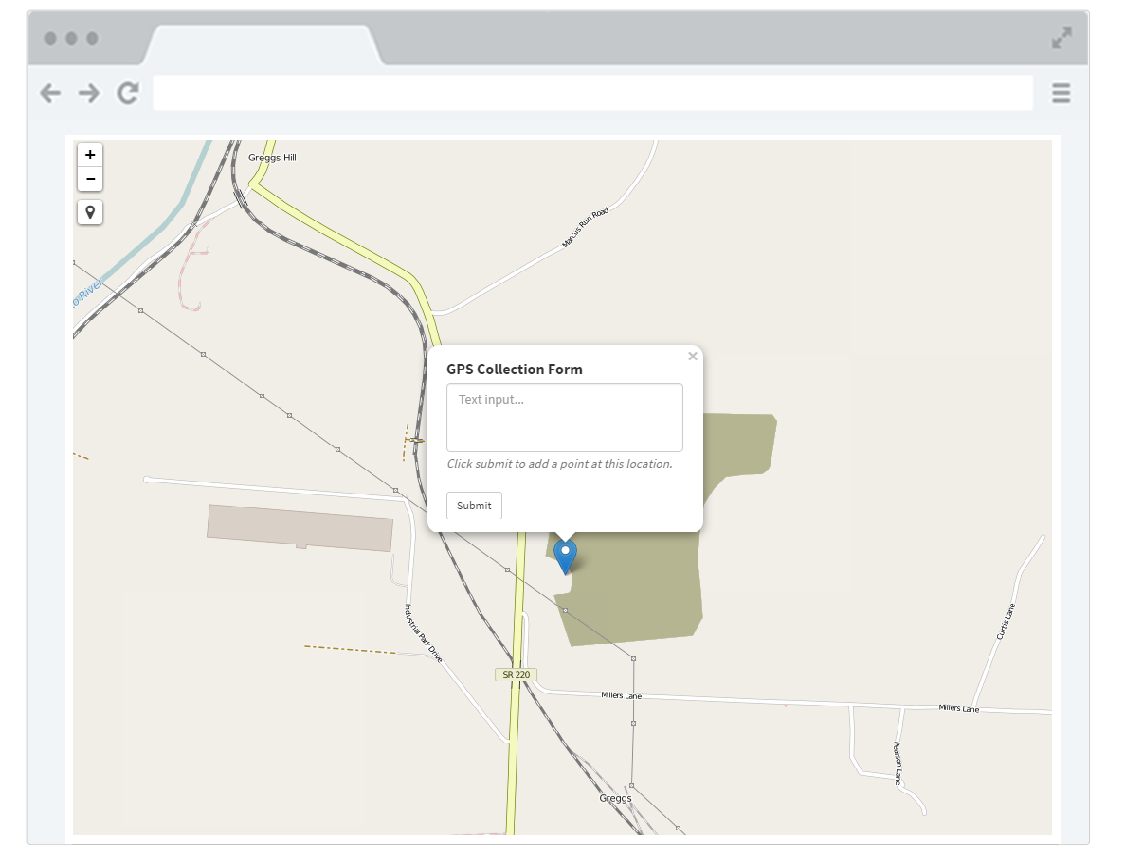 +
Greggs Hill
−
Marcus Run Road
o River
×
GPS Collection Form
Text input...
Click submit to add a point at this location.
Submit
Industrial Park Drive
Curtis Lane
SR 220
Millers Lane
Millers Lane
Pearson Lane
Greggs